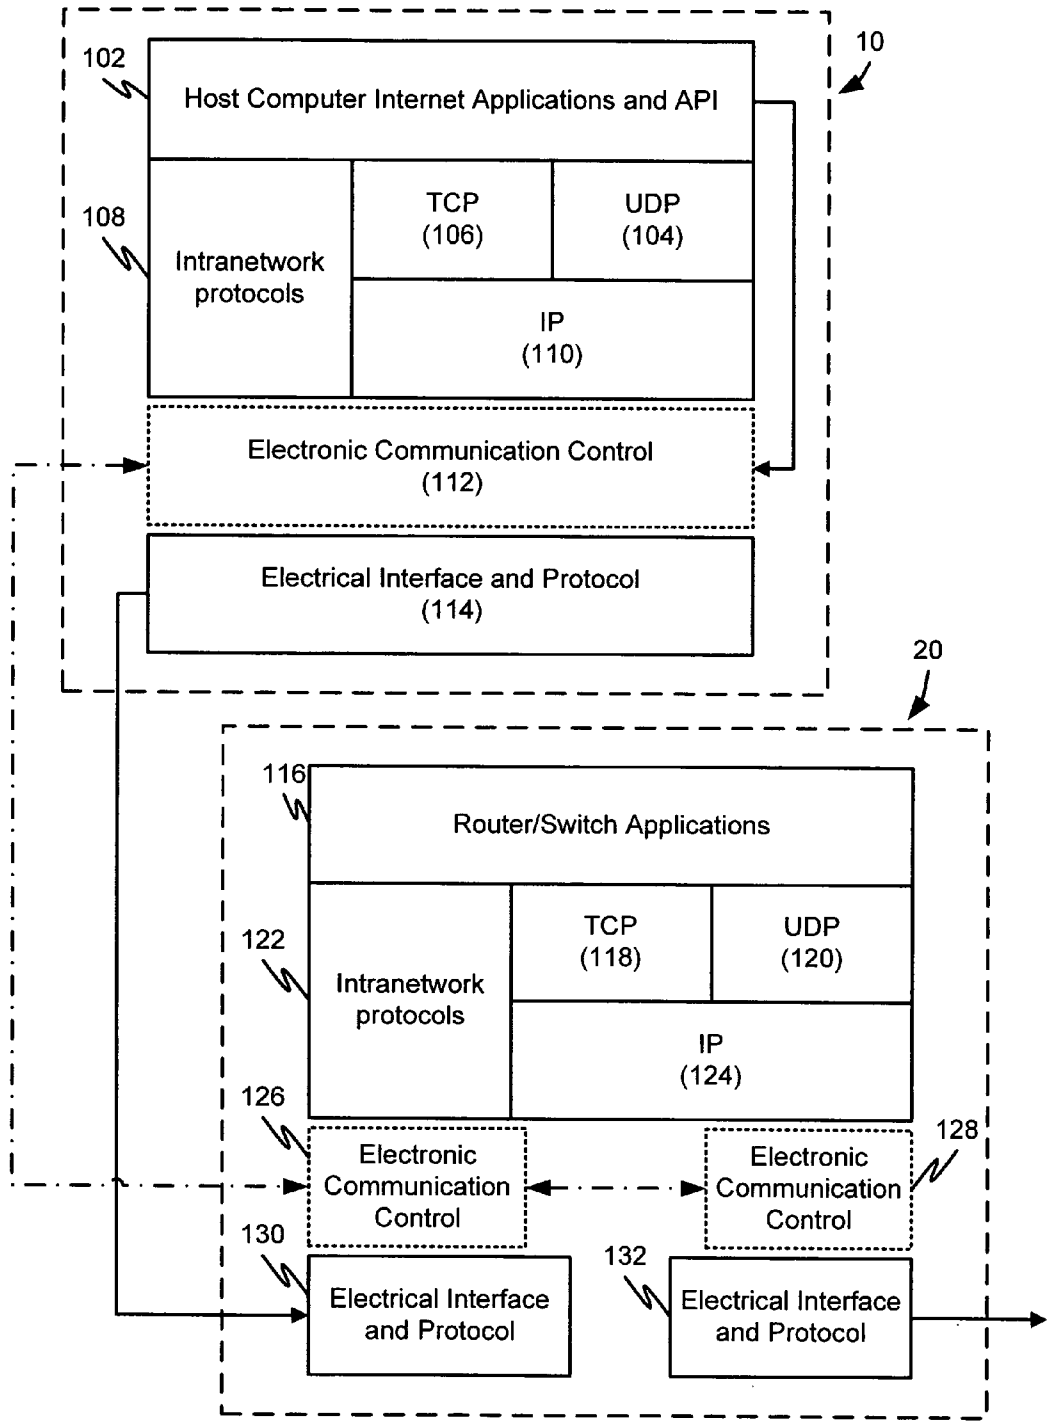 10
102
Host Computer Internet Applications and API
TCP
(106)
UDP
(104)
108
Intranetwork
protocols
IP
(110)
Electronic Communication Control
(112)
Electrical Interface and Protocol
(114)
20
116
Router/Switch Applications
TCP
(118)
UDP
(120)
122
Intranetwork
protocols
IP
(124)
126
Electronic
Communication
Control
128
Electronic
Communication
Control
130
Electrical Interface
and Protocol
132
Electrical Interface
and Protocol